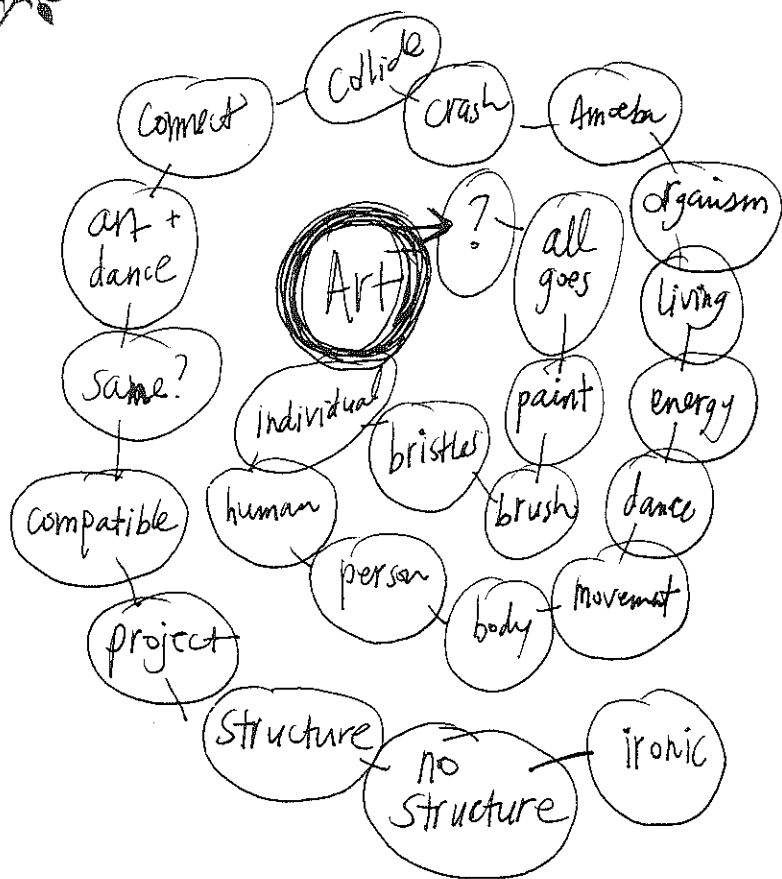 Art
?
all
goes
paint
brush
bristles
individual
human
person
body
movement
dance
energy
living
organism
Amoeba
crash
collide
connect
art +
dance
same?
compatible
project
structure
no
structure
ironic